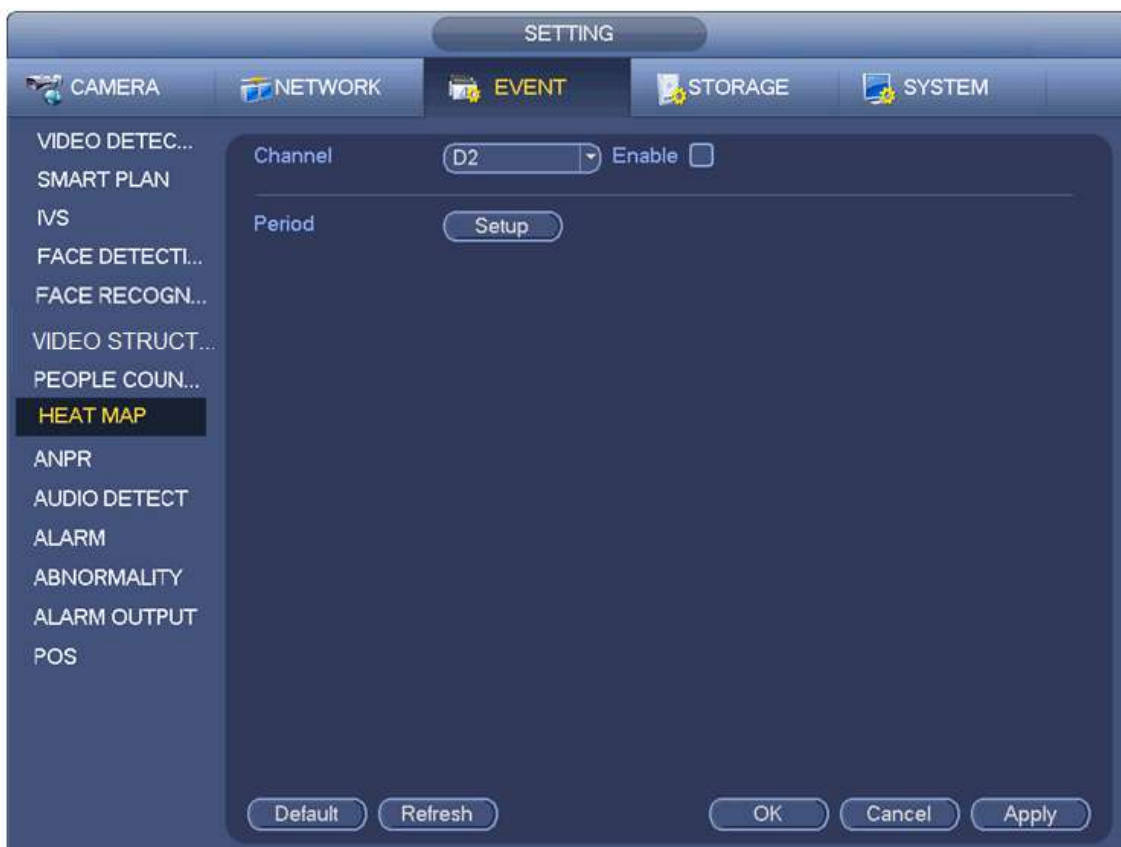 SETTING
CAMERA NETWORK EVENT STORAGE SYSTEM
VIDEO DETEC...
SMART PLAN
IVS
FACE DETECTI...
FACE RECOGN...
VIDEO STRUCT...
PEOPLE COUN...
HEAT MAP
ANPR
AUDIO DETECT
ALARM
ABNORMALITY
ALARM OUTPUT
POS
Channel D2 Enable
Period Setup
Default Refresh OK Cancel Apply